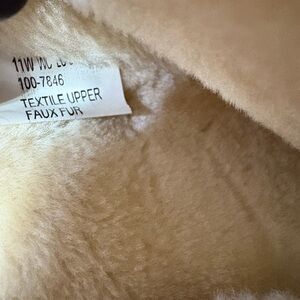 11W
100-7846
TEXTILE UPPER
FAUX FUR